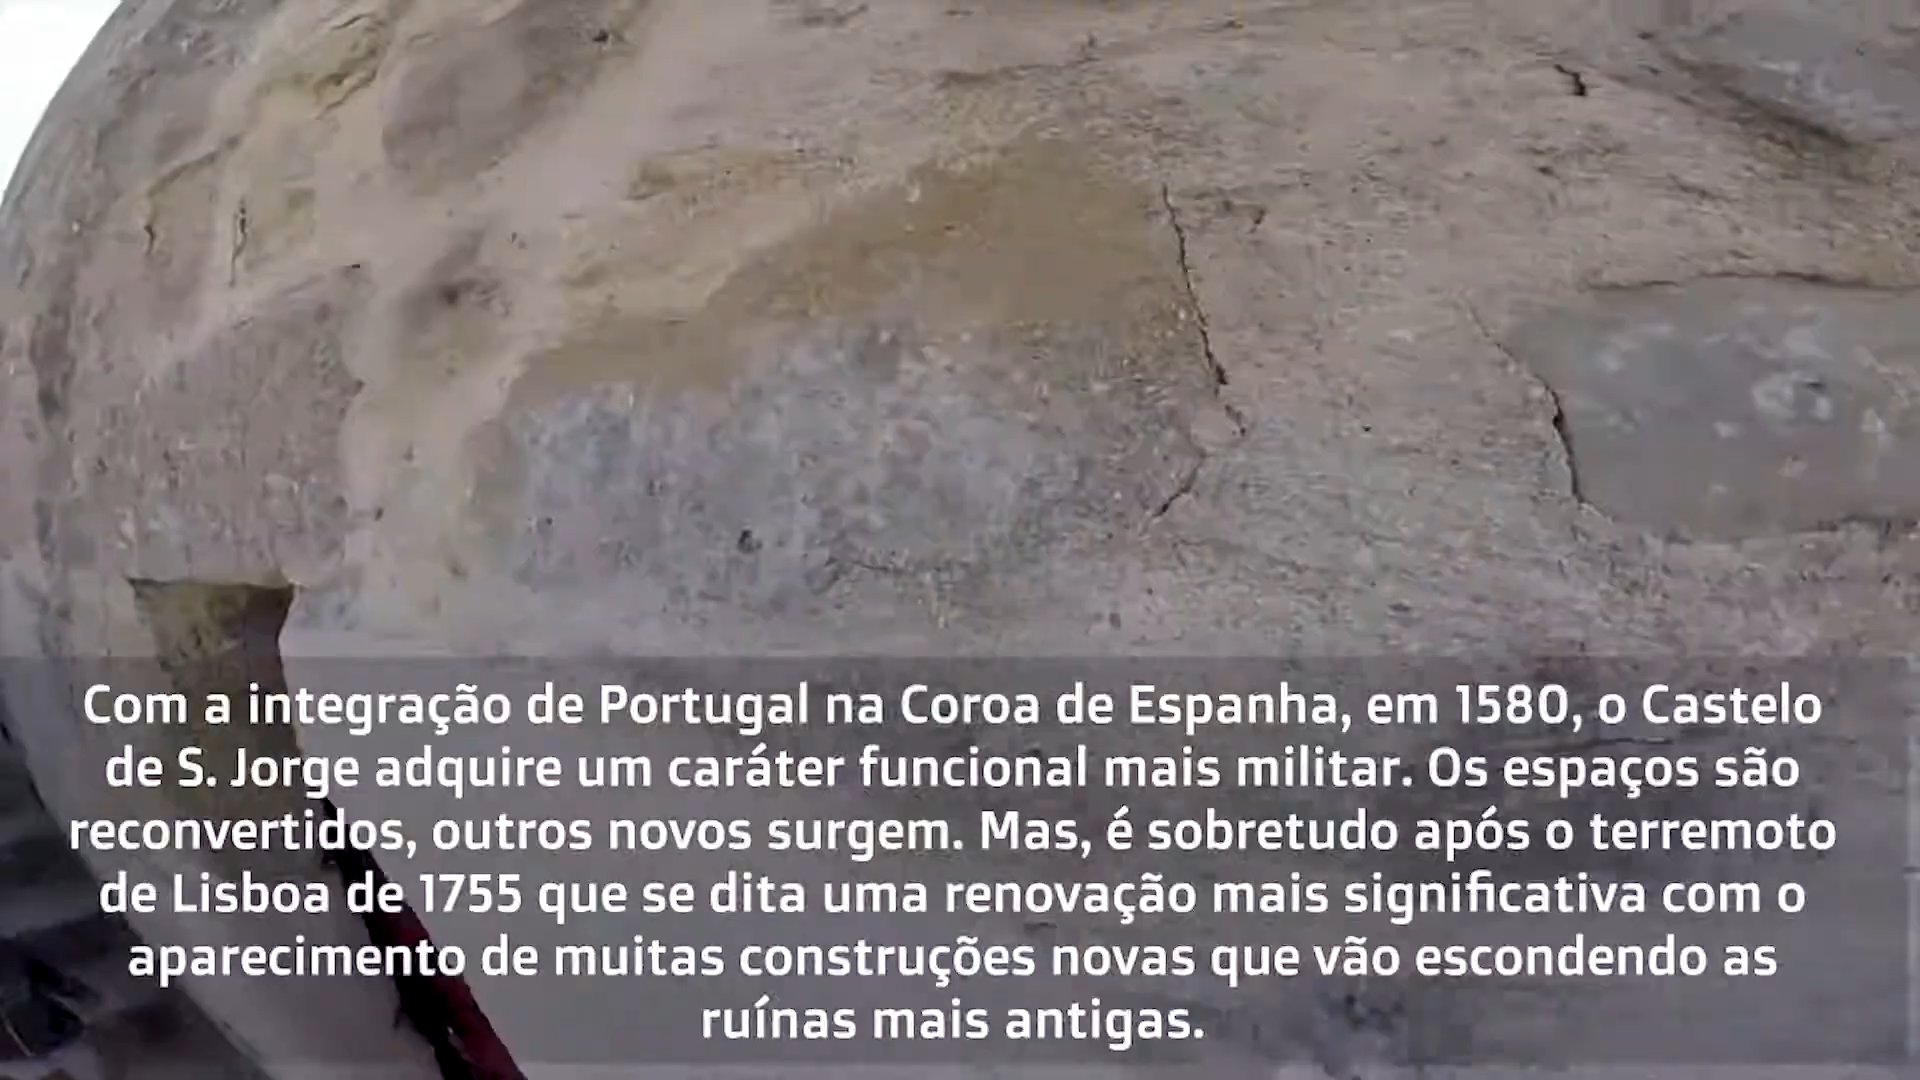 Com a integração de Portugal na Coroa de Espanha, em 1580, o Castelo
de S. Jorge adquire um caráter funcional mais militar. Os espaços são
reconvertidos, outros novos surgem. Mas, é sobretudo após o terremoto
de Lisboa de 1755 que se dita uma renovação mais significativa com o
aparecimento de muitas construções novas que vão escondendo as
ruínas mais antigas.